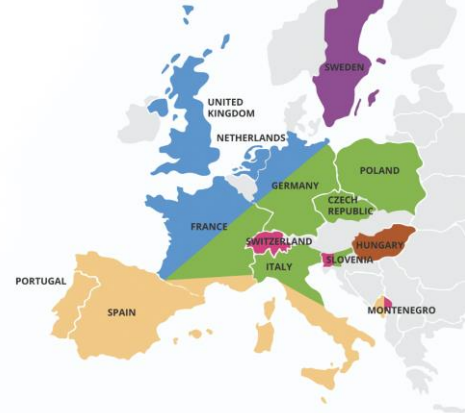 SWEDEN
UNITED
KINGDOM
NETHERLANDS
POLAND
GERMANY
CZECH
REPUBLIC
FRANCE
SWITZERLAND
HUNGARY
SLOVENIA
ITALY
PORTUGAL
SPAIN
MONTENEGRO